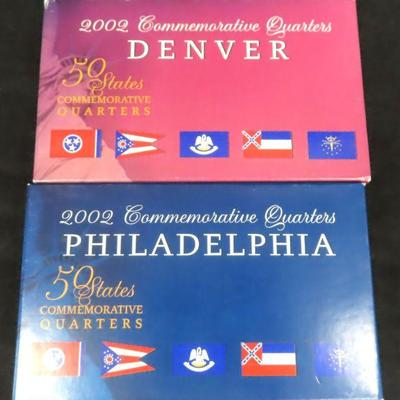 2002 Commemorative Quarters
DENVER
50 States
COMMEMORATIVE
QUARTERS
2002 Commemorative Quarters
PHILADELPHIA
50 States
COMMEMORATIVE
QUARTERS